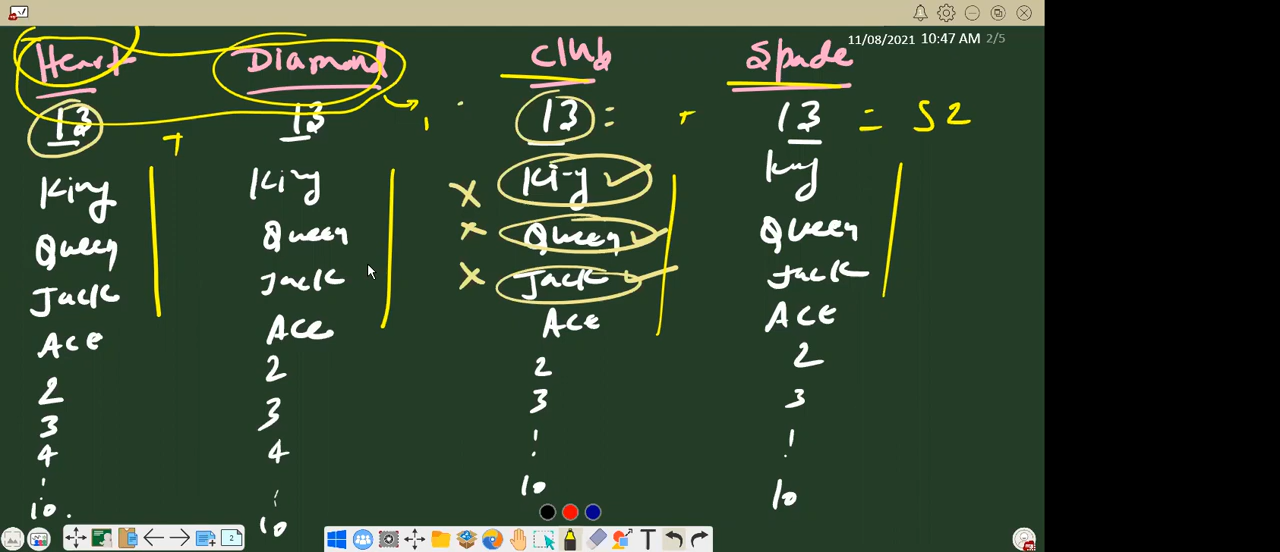 11/08/2021 10:47 AM 2/5
Heart Diamond Club Spade
13 + 13 13 : + 13 = 52
King King King ✓ King
Queen Queen Queen ✓ Queen
Jack Jack Jack ✓ Jack
Ace Ace Ace Ace
2 2 2 2
3 3 3 3
4 4
10 10 10 10
2 T